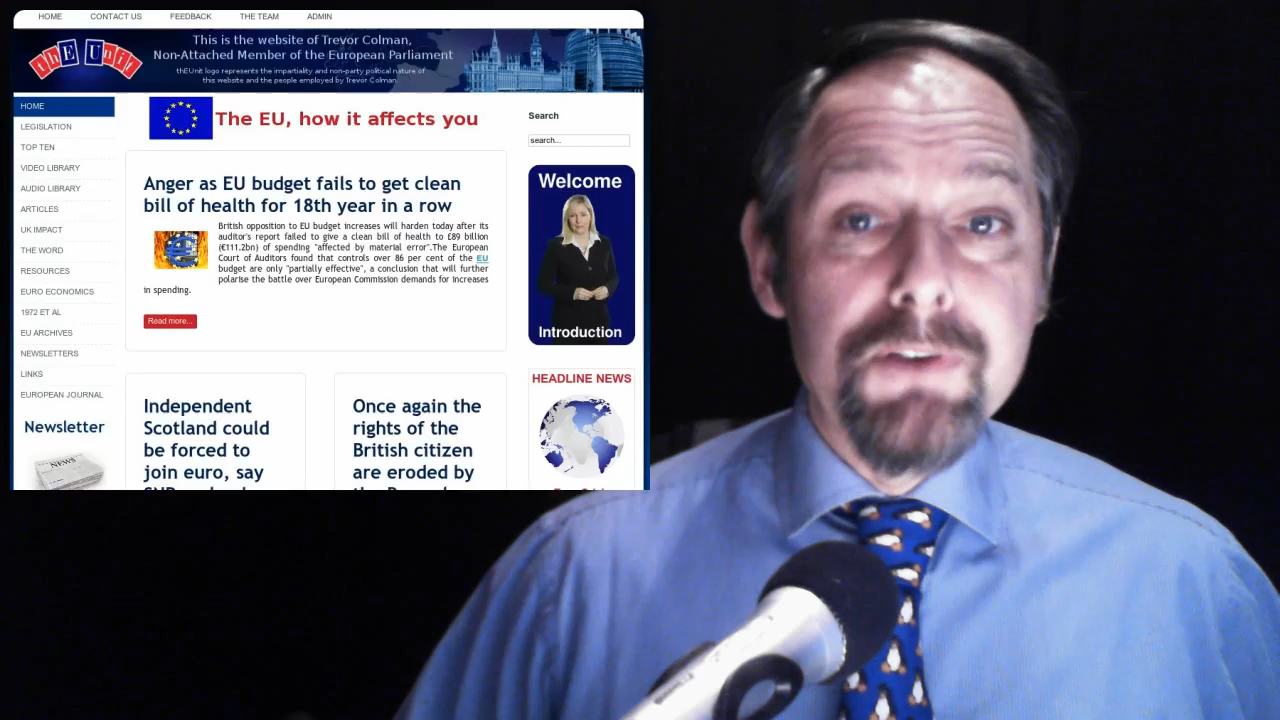 HOME CONTACT US FEEDBACK THE TEAM ADMIN
thEUnit
This is the website of Trevor Colman,
Non-Attached Member of the European Parliament
thEUnit logo represents the impartiality and non-party political nature of
this website and the people employed by Trevor Colman.
HOME
LEGISLATION
TOP TEN
VIDEO LIBRARY
AUDIO LIBRARY
ARTICLES
UK IMPACT
THE WORD
RESOURCES
EURO ECONOMICS
1972 ET AL
EU ARCHIVES
NEWSLETTERS
LINKS
EUROPEAN JOURNAL
Newsletter
NEWS
The EU, how it affects you
Anger as EU budget fails to get clean
bill of health for 18th year in a row
British opposition to EU budget increases will harden today after its
auditor's report failed to give a clean bill of health to £89 billion
(€111.2bn) of spending "affected by material error".The European
Court of Auditors found that controls over 86 per cent of the EU
budget are only "partially effective", a conclusion that will further
polarise the battle over European Commission demands for increases
in spending.
Read more...
Independent
Scotland could
be forced to
join euro, say
Once again the
rights of the
British citizen
are eroded by
Search
search...
Welcome
Introduction
HEADLINE NEWS